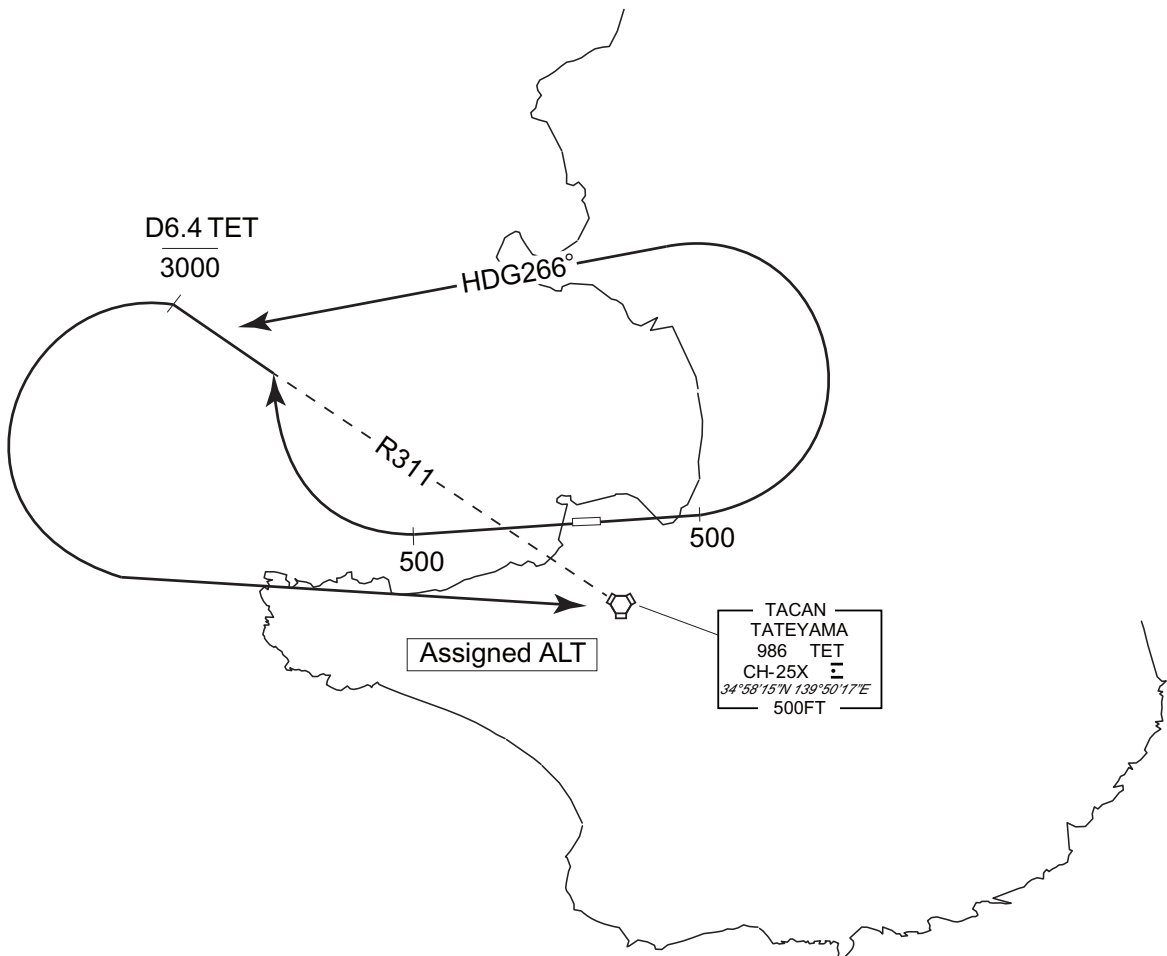 D6.4 TET
3000
HDG266°
R311
500
500
Assigned ALT
TACAN
TATEYAMA
986 TET
CH-25X
34°58'15"N 139°50'17"E
500FT